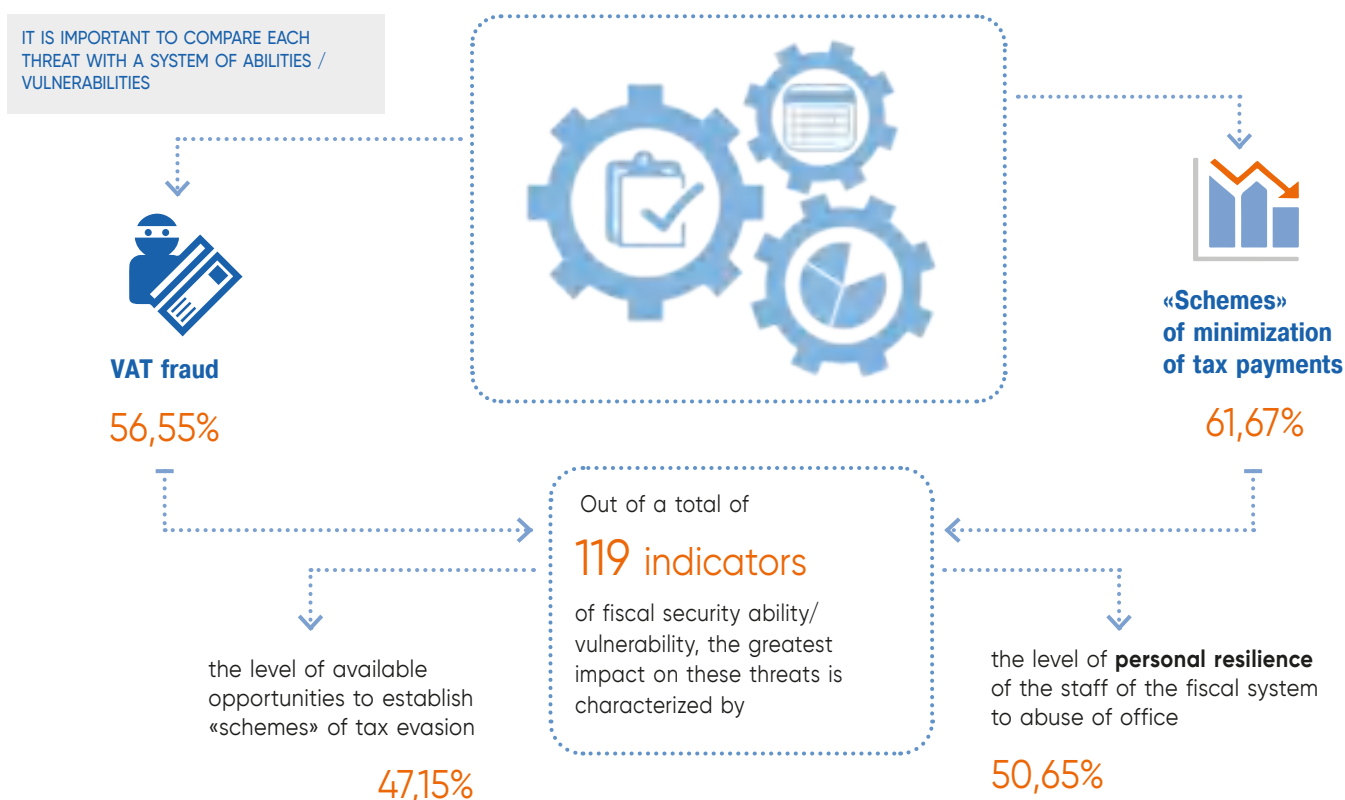 IT IS IMPORTANT TO COMPARE EACH
THREAT WITH A SYSTEM OF ABILITIES /
VULNERABILITIES
VAT fraud
56,55%
«Schemes»
of minimization
of tax payments
61,67%
Out of a total of
119 indicators
of fiscal security ability/
vulnerability, the greatest
impact on these threats is
characterized by
the level of available
opportunities to establish
«schemes» of tax evasion
47,15%
the level of personal resilience
of the staff of the fiscal system
to abuse of office
50,65%